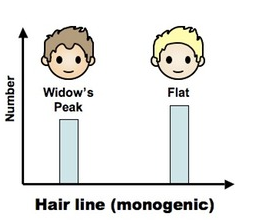 Number
Widow's
Peak
Flat
Hair line (monogenic)